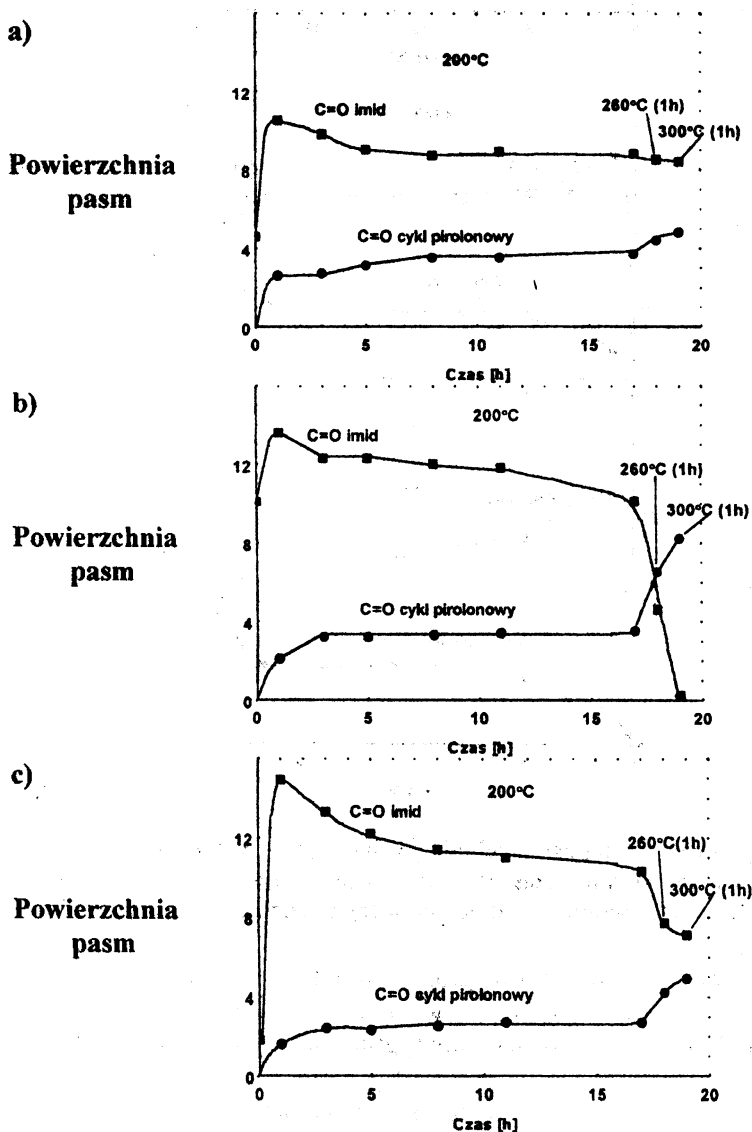 a)
200°C
12
C=O imid
260°C (1h)
300°C (1h)
Powierzchnia
pasm
8
C=O cykl pirolonowy
4
0
0 5 10 15 20
Czas [h]
b)
200°C
C=O imid
12
260°C (1h)
300°C (1h)
Powierzchnia
pasm
8
C=O cykl pirolonowy
4
0
0 5 10 15 20
Czas [h]
c)
200°C
C=O imid
12
260°C(1h)
300°C (1h)
Powierzchnia
pasm
8
C=O cykl pirolonowy
4
0
0 5 10 15 20
Czas [h]